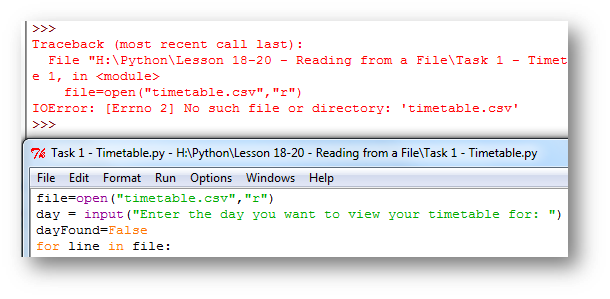 >>>
Traceback (most recent call last):
File "H:\Python\Lesson 18-20 - Reading from a File\Task 1 - Timet
e 1, in <module>
file=open("timetable.csv","r")
IOError: [Errno 2] No such file or directory: 'timetable.csv'
>>>
Task 1 - Timetable.py - H:\Python\Lesson 18-20 - Reading from a File\Task 1 - Timetable.py
File Edit Format Run Options Windows Help
file=open("timetable.csv","r")
day = input("Enter the day you want to view your timetable for: ")
dayFound=False
for line in file: